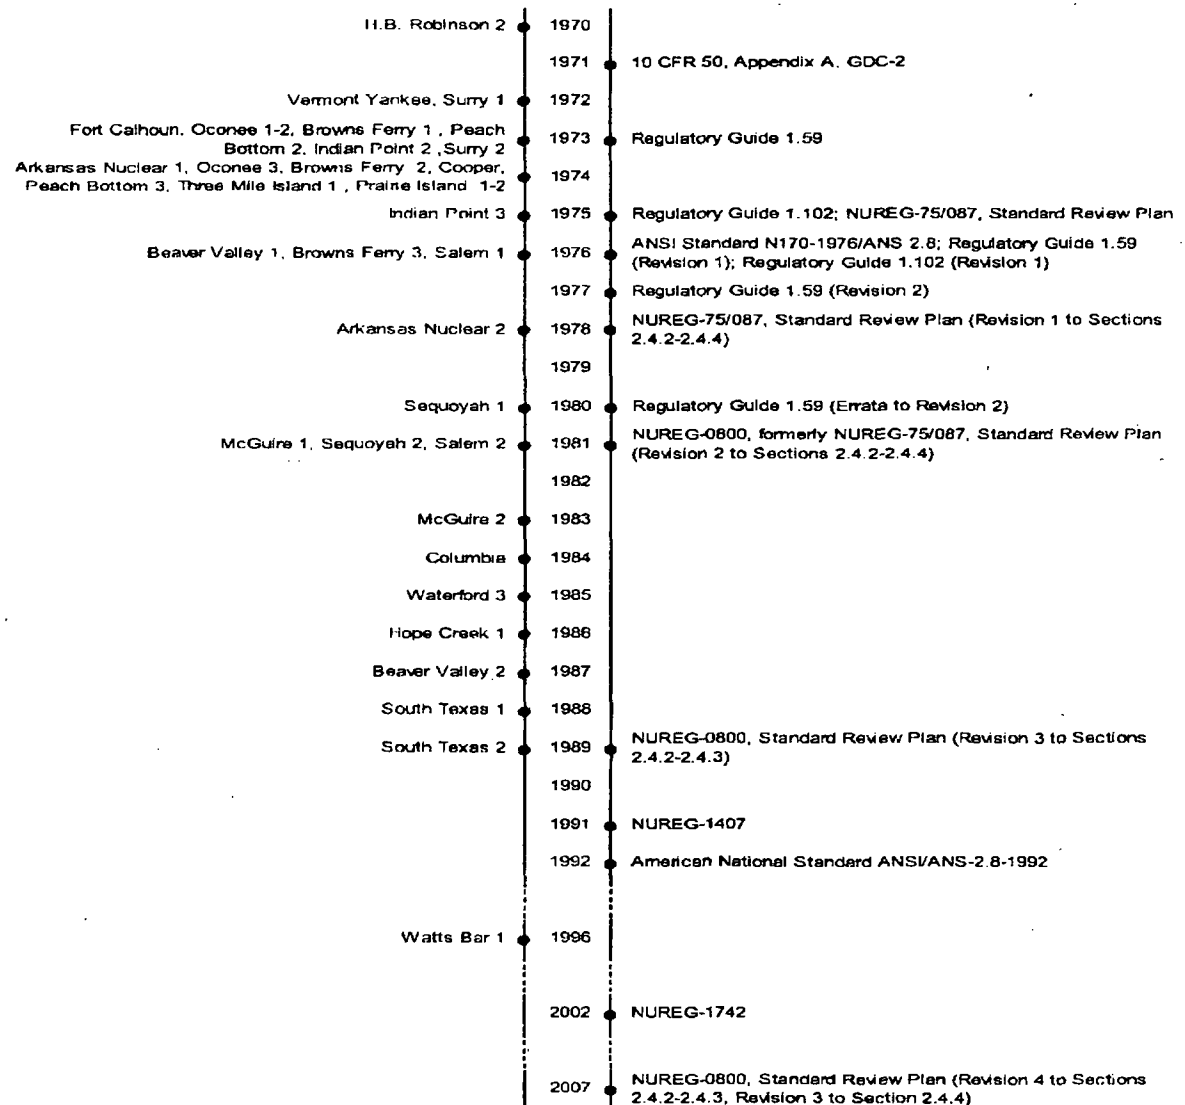 H.B. Robinson 2 1970
1971 10 CFR 50, Appendix A. GDC-2
Vermont Yankee, Surry 1 1972
Fort Calhoun, Oconee 1-2, Browns Ferry 1 , Peach
Bottom 2, Indian Point 2 ,Surry 2
1973 Regulatory Guide 1.59
Arkansas Nuclear 1, Oconee 3, Browns Ferry 2, Cooper,
Peach Bottom 3, Three Mile Island 1 , Prairie Island 1-2
1974
Indian Point 3 1975 Regulatory Guide 1.102; NUREG-75/087, Standard Review Plan
Beaver Valley 1, Browns Ferry 3, Salem 1 1976 ANSI Standard N170-1976/ANS 2.8; Regulatory Guide 1.59
(Revision 1); Regulatory Guide 1.102 (Revision 1)
1977 Regulatory Guide 1.59 (Revision 2)
Arkansas Nuclear 2 1978 NUREG-75/087, Standard Review Plan (Revision 1 to Sections
2.4.2-2.4.4)
1979
Sequoyah 1 1980 Regulatory Guide 1.59 (Errata to Revision 2)
McGuire 1, Sequoyah 2, Salem 2 1981 NUREG-0800, formerly NUREG-75/087, Standard Review Plan
(Revision 2 to Sections 2.4.2-2.4.4)
1982
McGuire 2 1983
Columbia 1984
Waterford 3 1985
Hope Creek 1 1986
Beaver Valley 2 1987
South Texas 1 1988
South Texas 2 1989 NUREG-0800, Standard Review Plan (Revision 3 to Sections
2.4.2-2.4.3)
1990
1991 NUREG-1407
1992 American National Standard ANSI/ANS-2.8-1992
Watts Bar 1 1996
2002 NUREG-1742
2007 NUREG-0800, Standard Review Plan (Revision 4 to Sections
2.4.2-2.4.3, Revision 3 to Section 2.4.4)